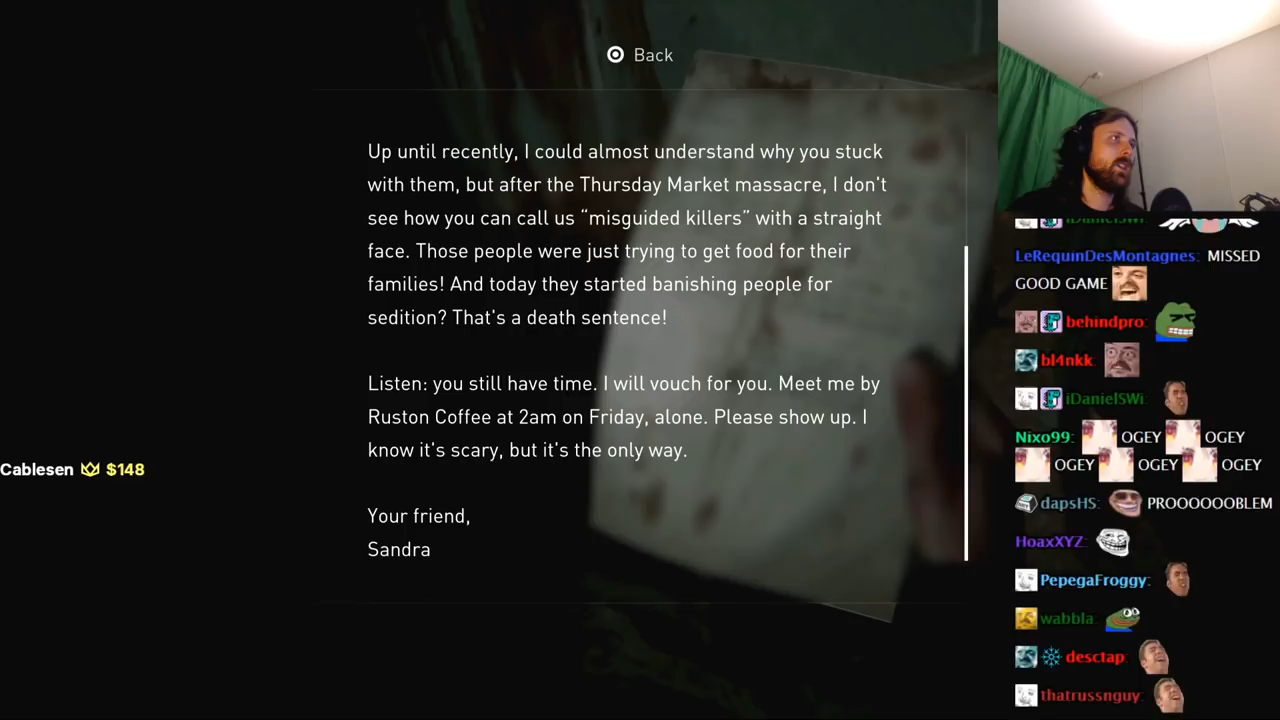 Back
Up until recently, I could almost understand why you stuck
with them, but after the Thursday Market massacre, I don't
see how you can call us “misguided killers” with a straight
face. Those people were just trying to get food for their
families! And today they started banishing people for
sedition? That's a death sentence!
Listen: you still have time. I will vouch for you. Meet me by
Ruston Coffee at 2am on Friday, alone. Please show up. I
know it's scary, but it's the only way.
Your friend,
Sandra
Cablesen $148
iDanielSWi:
LeRequinDesMontagnes: MISSED
GOOD GAME
behindpro:
bl4nkk:
iDanielSWi:
Nixo99: OGEY OGEY
OGEY OGEY OGEY
dapsHS: PROOOOOOBLEM
HoaxXYZ:
PepegaFroggy:
wabbla:
desctap:
thatrussnguy: